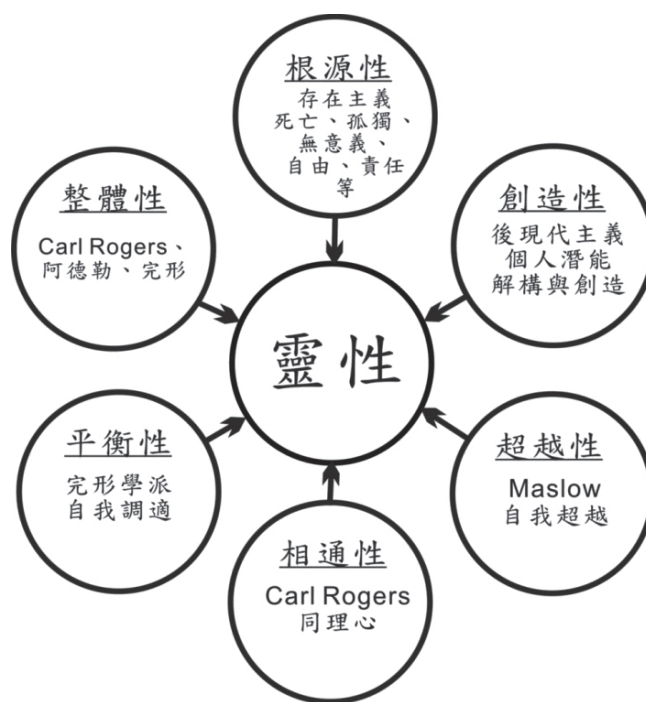 根源性
存在主義
死亡、孤獨、
無意義、
自由、責任
等
整體性
Carl Rogers、
阿德勒、完形
創造性
後現代主義
個人潛能
解構與創造
靈性
平衡性
完形學派
自我調適
超越性
Maslow
自我超越
相通性
Carl Rogers
同理心